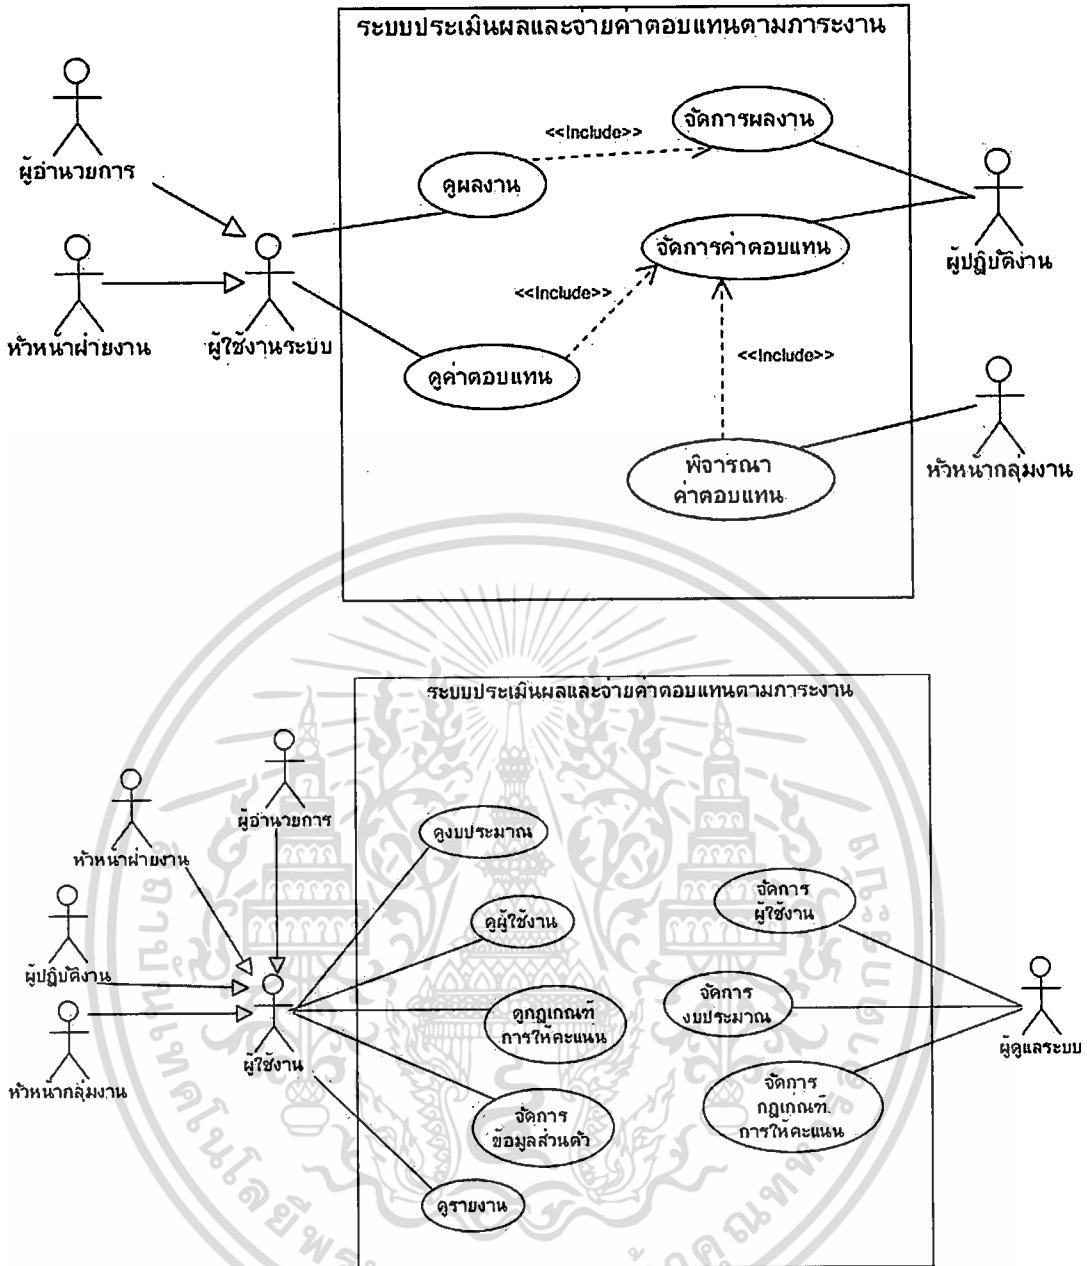 ระบบประเมินผลและจ่ายค่าตอบแทนตามภาระงาน
ผู้อำนวยการ
หัวหน้าฝ่ายงาน
ผู้ใช้งานระบบ
ดูผลงาน
<<Include>>
จัดการผลงาน
จัดการค่าตอบแทน
<<Include>>
ดูค่าตอบแทน
<<Include>>
พิจารณา
ค่าตอบแทน
ผู้ปฏิบัติงาน
หัวหน้ากลุ่มงาน
ระบบประเมินผลและจ่ายค่าตอบแทนตามภาระงาน
ผู้อำนวยการ
หัวหน้าฝ่ายงาน
ผู้ปฏิบัติงาน
หัวหน้ากลุ่มงาน
ผู้ใช้งาน
ดูงบประมาณ
ดูผู้ใช้งาน
ดูกฎเกณฑ์
การให้คะแนน
จัดการ
ข้อมูลส่วนตัว
ดูรายงาน
จัดการ
ผู้ใช้งาน
จัดการ
งบประมาณ
จัดการ
กฎเกณฑ์
การให้คะแนน
ผู้ดูแลระบบ